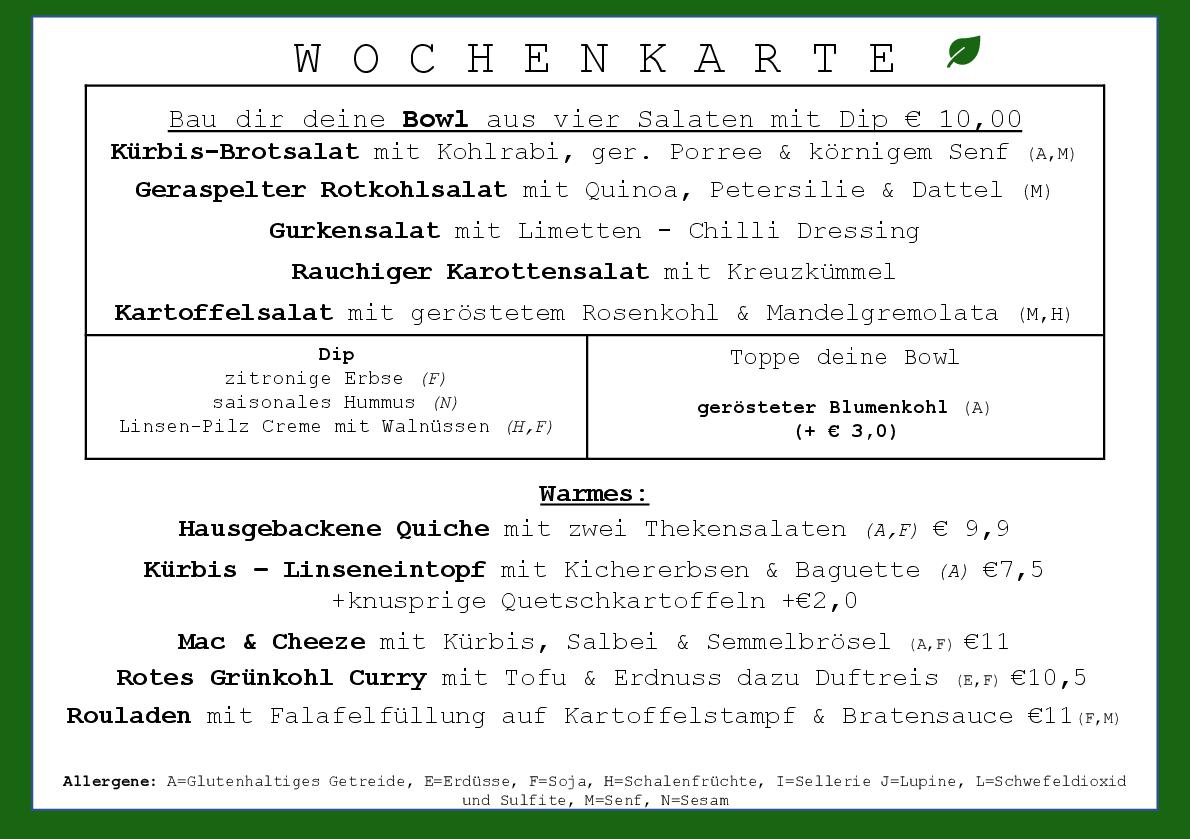 WOCHENKARTE
Bau dir deine Bowl aus vier Salaten mit Dip € 10,00
Kürbis-Brotsalat mit Kohlrabi, ger. Porree & körnigem Senf (A,M)
Geraspelter Rotkohlsalat mit Quinoa, Petersilie & Dattel (M)
Gurkensalat mit Limetten - Chilli Dressing
Rauchiger Karottensalat mit Kreuzkümmel
Kartoffelsalat mit geröstetem Rosenkohl & Mandelgremolata (M,H)
Dip
zitronige Erbse (F)
saisonales Hummus (N)
Linsen-Pilz Creme mit Walnüssen (H,F)
Toppe deine Bowl
gerösteter Blumenkohl (A)
(+ € 3,0)
Warmes:
Hausgebackene Quiche mit zwei Thekensalaten (A,F) € 9,9
Kürbis – Linseneintopf mit Kichererbsen & Baguette (A) €7,5
+knusprige Quetschkartoffeln +€2,0
Mac & Cheeze mit Kürbis, Salbei & Semmelbrösel (A,F) €11
Rotes Grünkohl Curry mit Tofu & Erdnuss dazu Duftreis (E,F) €10,5
Rouladen mit Falafelfüllung auf Kartoffelstampf & Bratensauce €11(F,M)
Allergene: A=Glutenhaltiges Getreide, E=Erdüsse, F=Soja, H=Schalenfrüchte, I=Sellerie J=Lupine, L=Schwefeldioxid
und Sulfite, M=Senf, N=Sesam